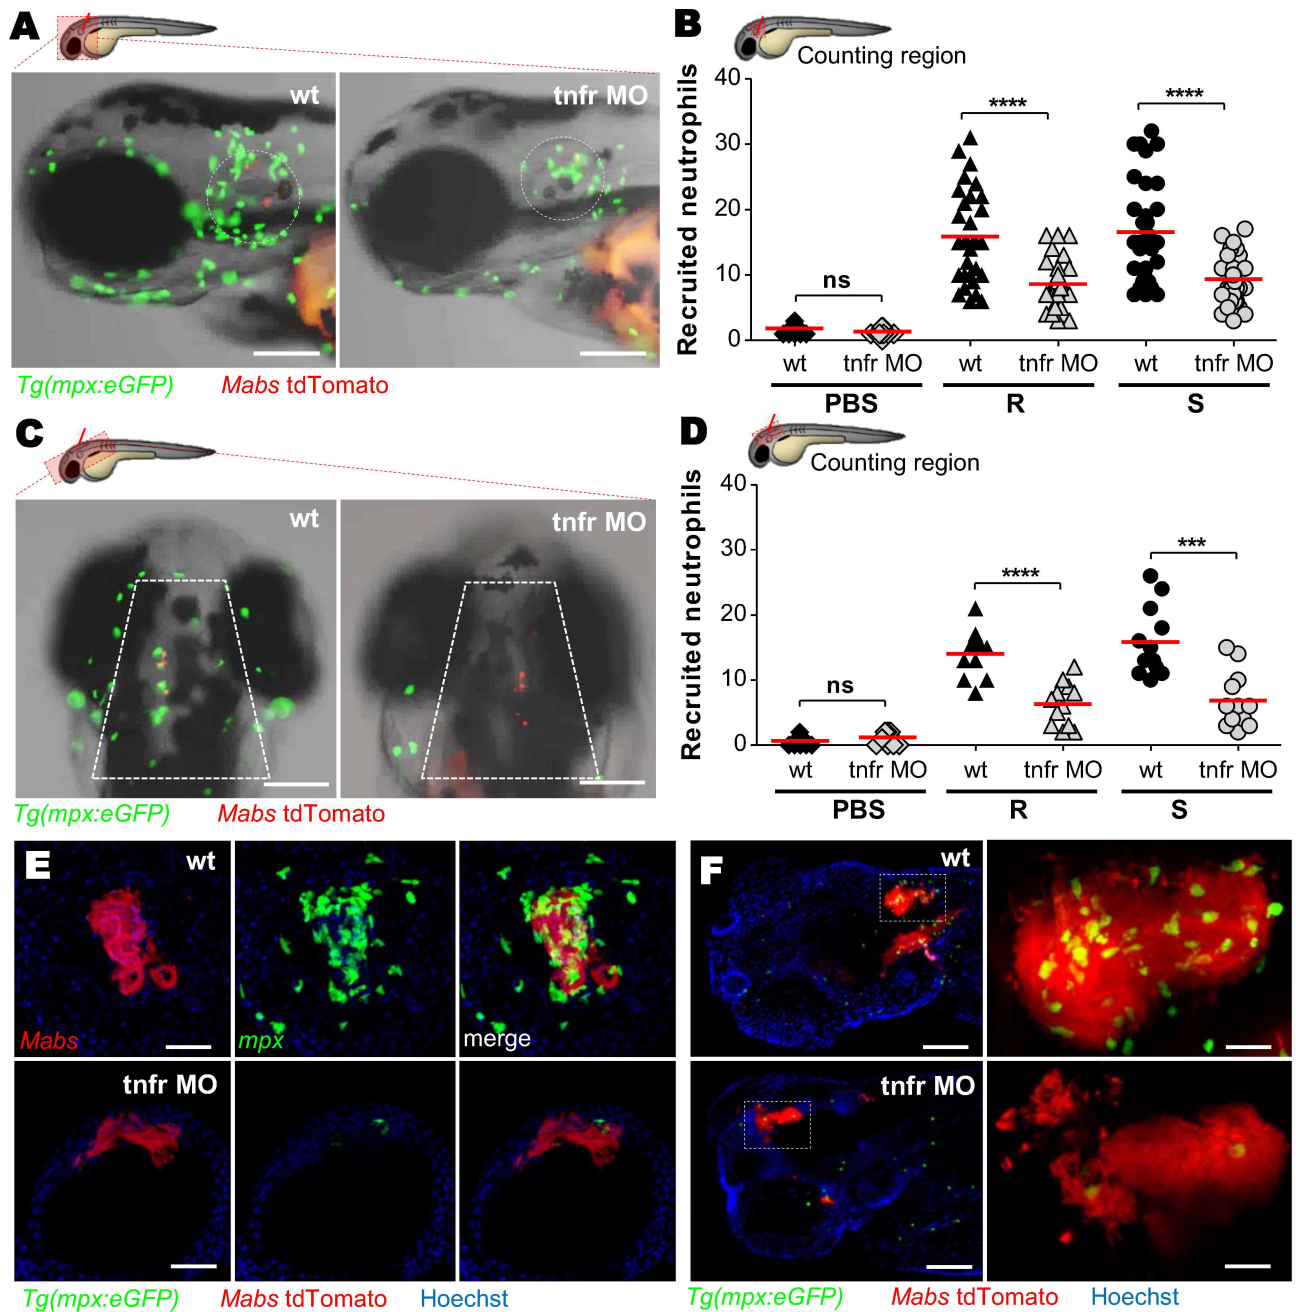 A
wt
tnfr MO
Tg(mpx:eGFP) Mabs tdTomato
B
Counting region
Recruited neutrophils
40
30
20
10
0
ns
****
****
wt tnfr MO wt tnfr MO wt tnfr MO
PBS R S
C
wt
tnfr MO
Tg(mpx:eGFP) Mabs tdTomato
D
Counting region
Recruited neutrophils
40
30
20
10
0
ns
****
***
wt tnfr MO wt tnfr MO wt tnfr MO
PBS R S
E
wt
Mabs
mpx
merge
tnfr MO
Tg(mpx:eGFP) Mabs tdTomato Hoechst
F
wt
tnfr MO
Tg(mpx:eGFP) Mabs tdTomato Hoechst